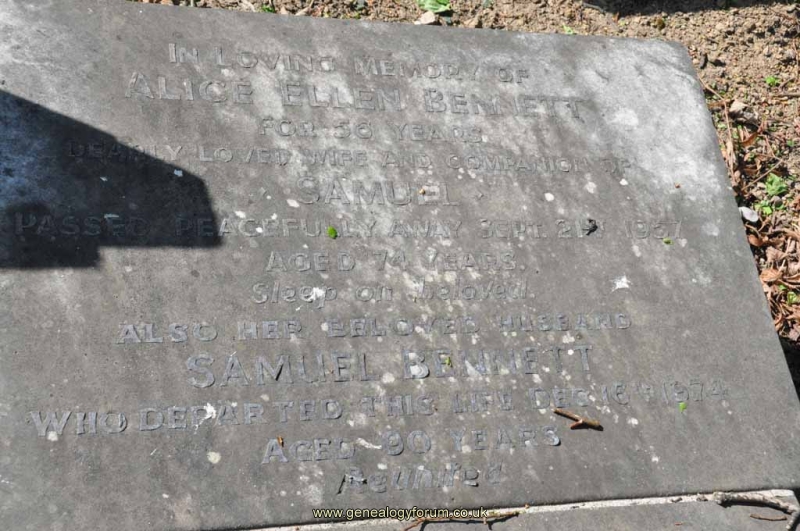 IN LOVING MEMORY OF
ALICE ELLEN BENNETT
FOR 56 YEARS
DEARLY LOVED WIFE AND COMPANION OF
SAMUEL
PASSED PEACEFULLY AWAY SEPT. 21ST 1967
AGED 74 YEARS.
Sleep on beloved.
ALSO HER BELOVED HUSBAND
SAMUEL BENNETT
WHO DEPARTED THIS LIFE DEC 16TH 1974
AGED 90 YEARS
Reunited
www.genealogyforum.co.uk